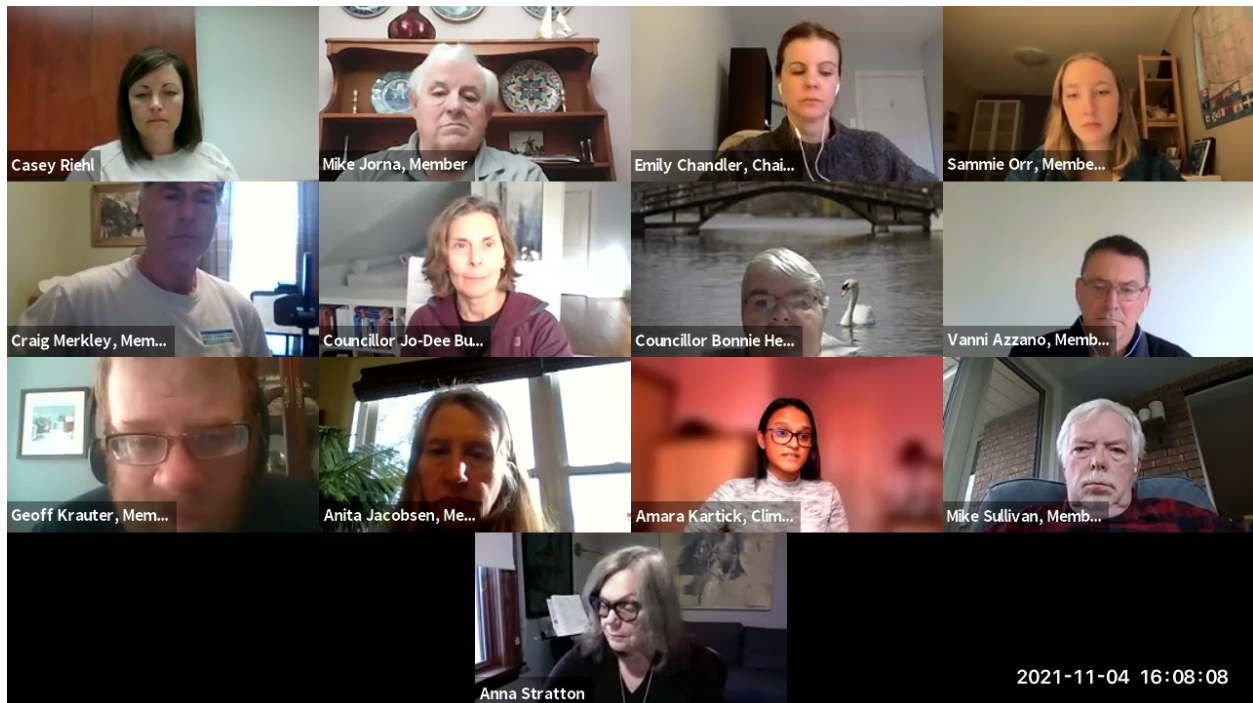 Casey Riehl
Mike Jorna, Member
Emily Chandler, Chai...
Sammie Orr, Membe...
Craig Merkley, Mem...
Councillor Jo-Dee Bu...
Councillor Bonnie He...
Vanni Azzano, Memb...
Geoff Krauter, Mem...
Anita Jacobsen, Me...
Amara Kartick, Clim...
Mike Sullivan, Memb...
Anna Stratton
2021-11-04 16:08:08